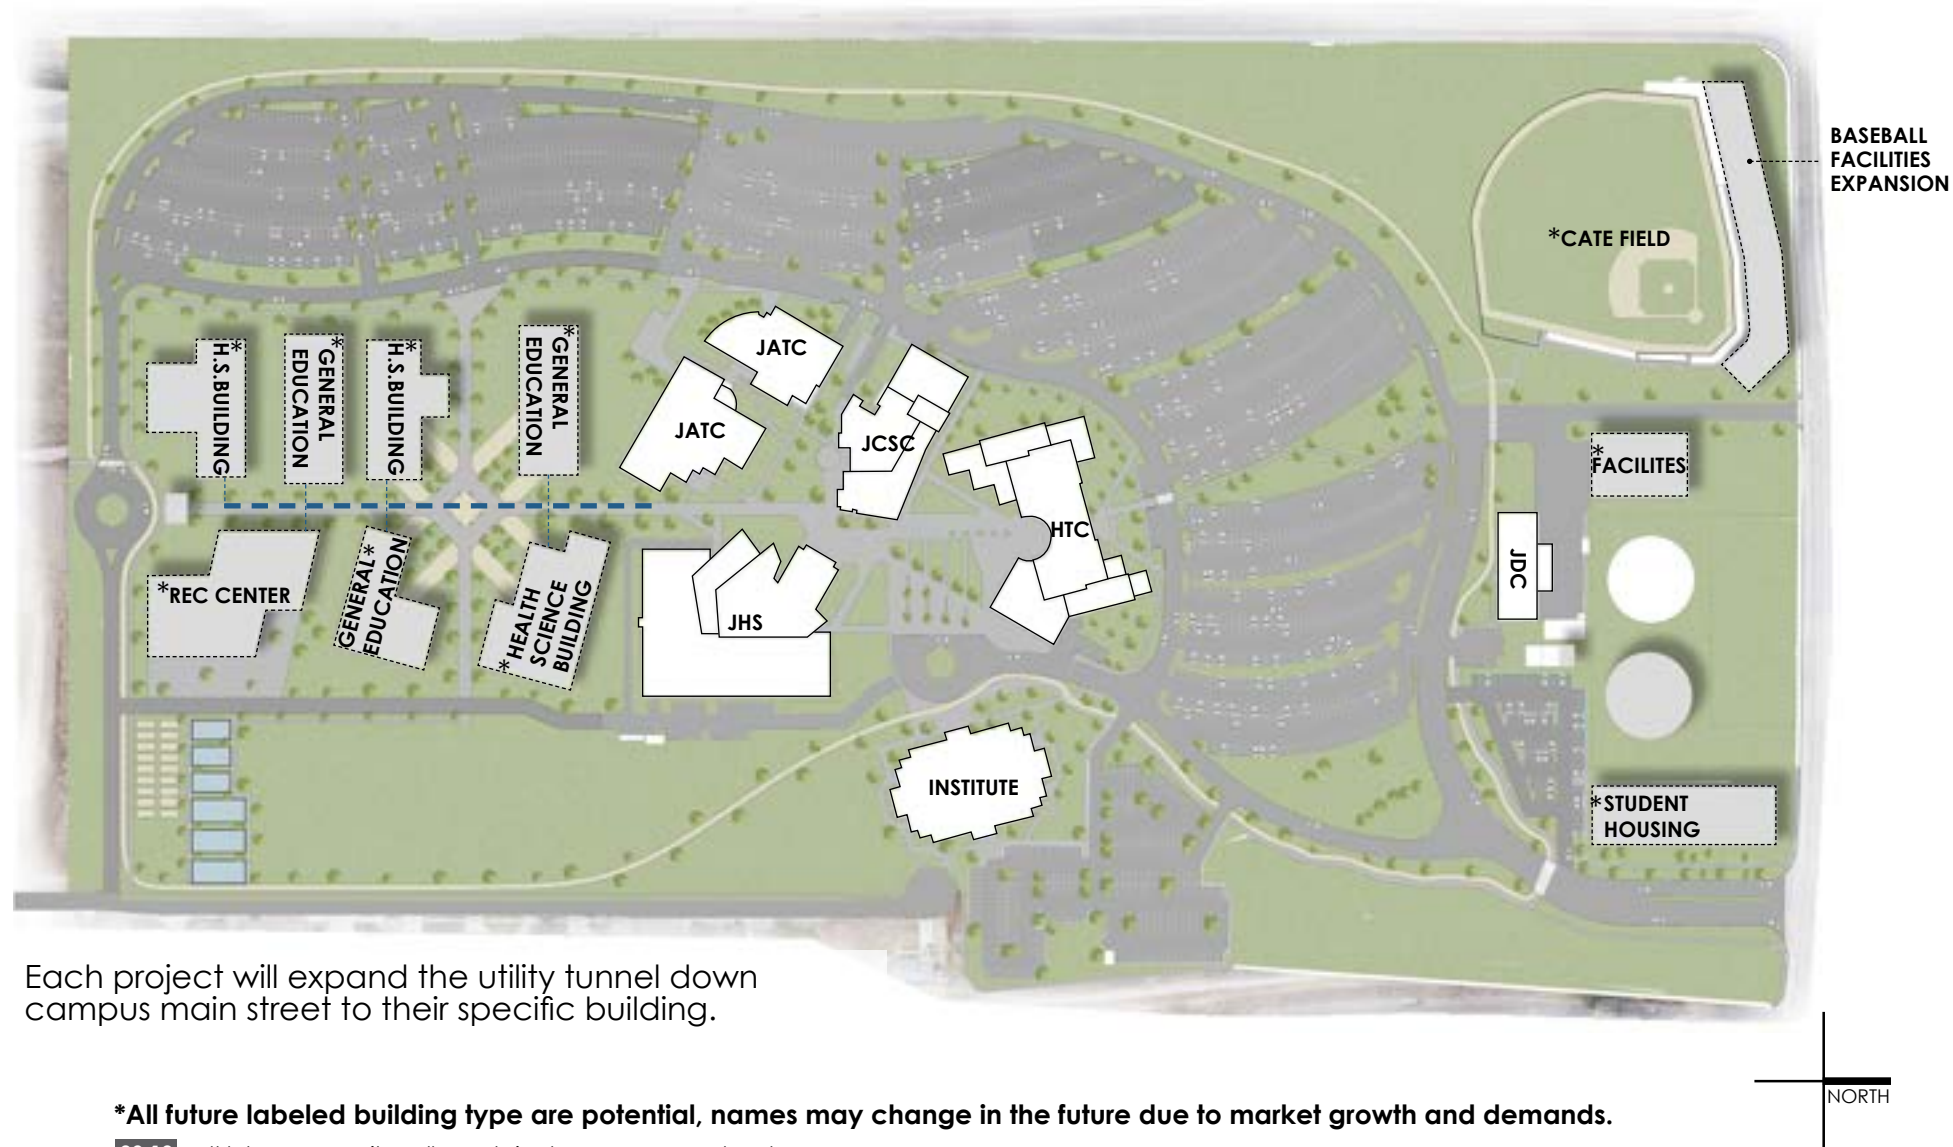 BASEBALL
FACILITIES
EXPANSION
*CATE FIELD
*H.S.BUILDING
*GENERAL
EDUCATION
*H.S.BUILDING
*GENERAL
EDUCATION
JATC
JATC
JCSC
HTC
*FACILITES
JDC
*REC CENTER
GENERAL*
EDUCATION
*HEALTH
SCIENCE
BUILDING
JHS
INSTITUTE
*STUDENT
HOUSING
Each project will expand the utility tunnel down
campus main street to their specific building.
NORTH
*All future labeled building type are potential, names may change in the future due to market growth and demands.